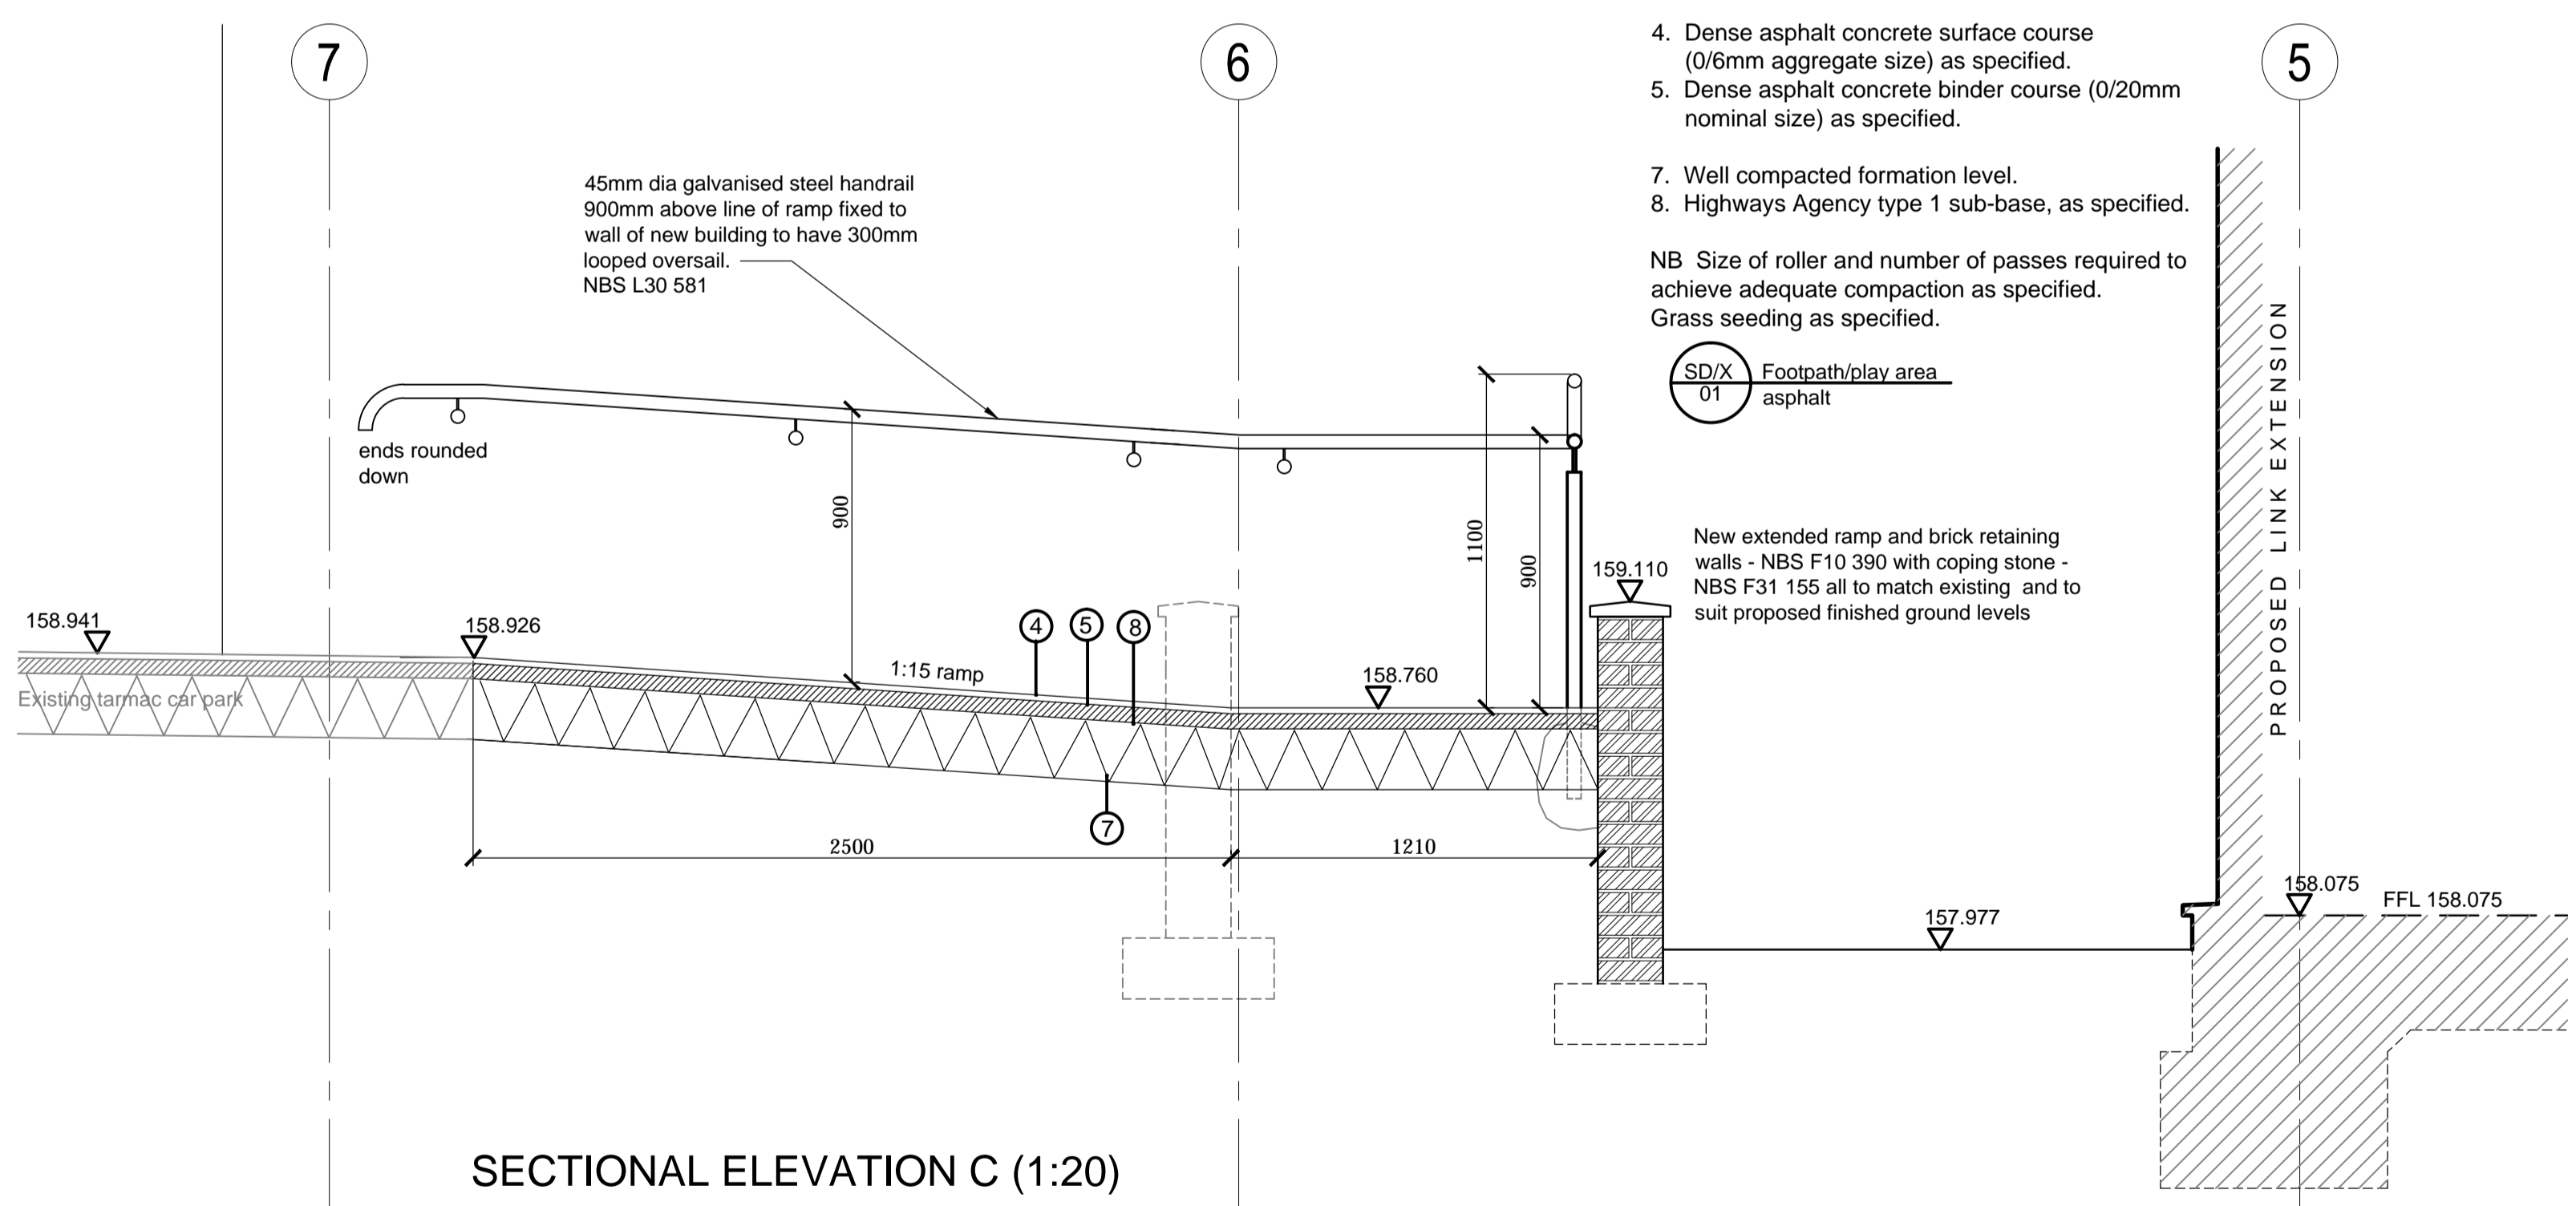 7
6
5
4. Dense asphalt concrete surface course
(0/6mm aggregate size) as specified.
5. Dense asphalt concrete binder course (0/20mm
nominal size) as specified.
7. Well compacted formation level.
8. Highways Agency type 1 sub-base, as specified.
NB Size of roller and number of passes required to
achieve adequate compaction as specified.
Grass seeding as specified.
SD/X
01
Footpath/play area
asphalt
45mm dia galvanised steel handrail
900mm above line of ramp fixed to
wall of new building to have 300mm
looped oversail.
NBS L30 581
ends rounded
down
900
1100
900
New extended ramp and brick retaining
walls - NBS F10 390 with coping stone -
NBS F31 155 all to match existing and to
suit proposed finished ground levels
PROPOSED LINK EXTENSION
159.110
158.941
158.926
4
5
8
1:15 ramp
158.760
Existing tarmac car park
7
2500
1210
158.075
FFL 158.075
157.977
SECTIONAL ELEVATION C (1:20)